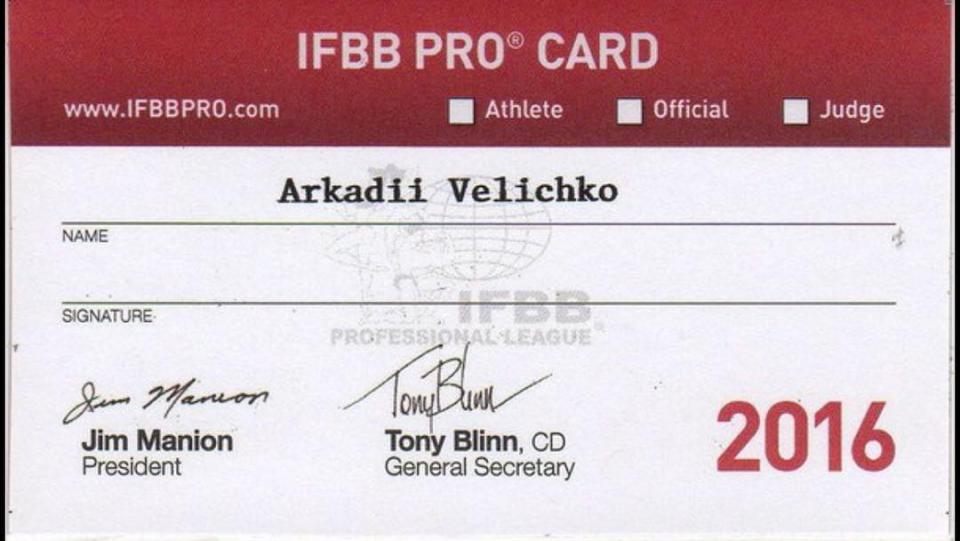 IFBB PRO® CARD
www.IFBBPRO.com Athlete Official Judge
Arkadii Velichko
NAME
SIGNATURE
IFBB
PROFESSIONAL LEAGUE
Jim Manion Tony Blinn
Jim Manion Tony Blinn, CD
President General Secretary
2016